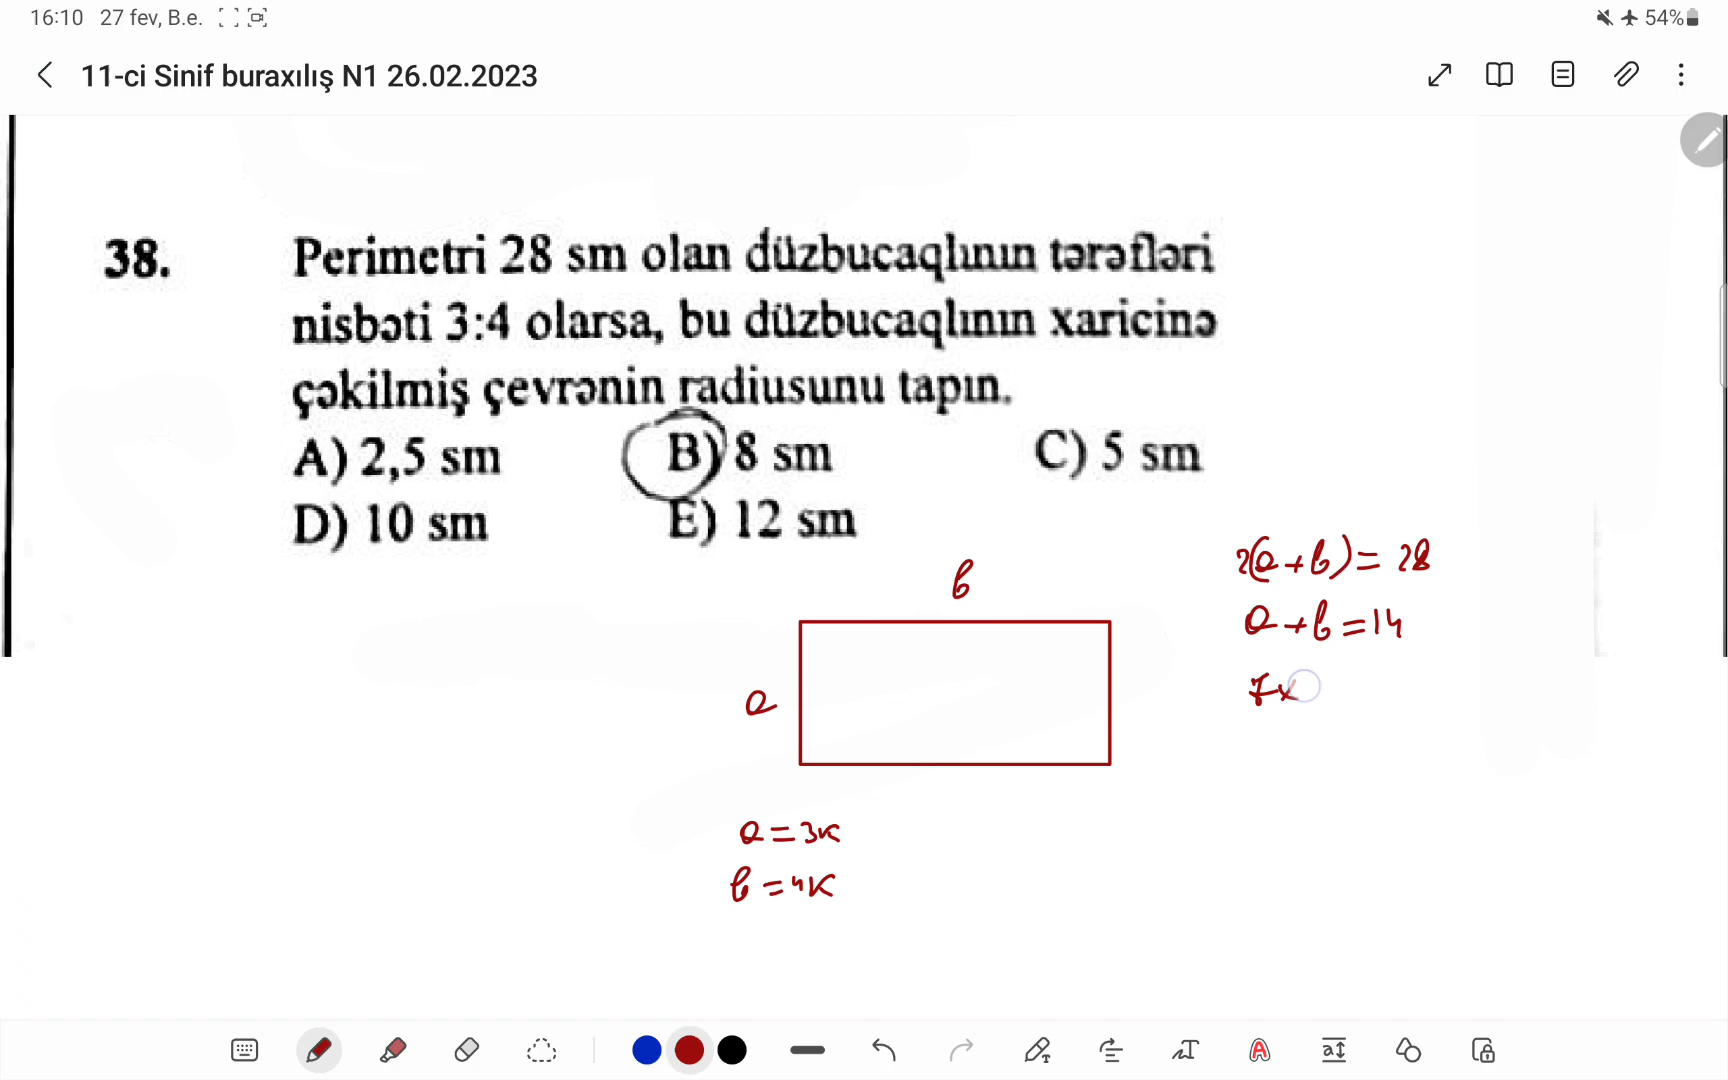 16:10 27 fev, B.e. 54%
11-ci Sinif buraxılış N1 26.02.2023
38. Perimetri 28 sm olan düzbucaqlının tərəfləri
nisbəti 3:4 olarsa, bu düzbucaqlının xaricinə
çəkilmiş çevrənin radiusunu tapın.
A) 2,5 sm B) 8 sm C) 5 sm
D) 10 sm E) 12 sm
2(a+b)=28
b
a+b=14
7x
a
a=3k
b=4k